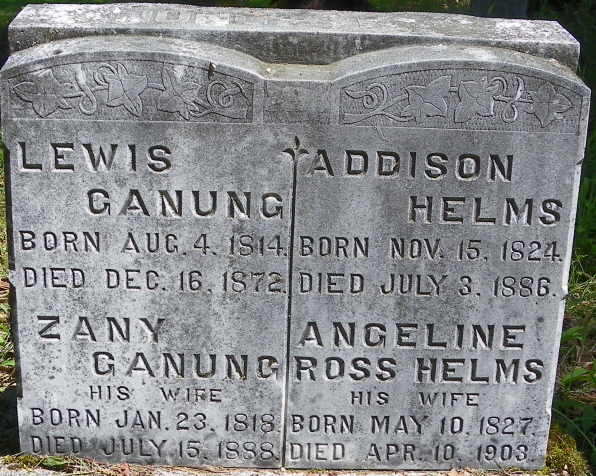 LEWIS
GANUNG
BORN AUG. 4. 1814.
DIED DEC. 16. 1872.
ZANY
GANUNG
HIS WIFE
BORN JAN. 23. 1818.
DIED JULY 15. 1888.
ADDISON
HELMS
BORN NOV. 15, 1824.
DIED JULY 3. 1886.
ANGELINE
ROSS HELMS
HIS WIFE
BORN MAY 10. 1827.
DIED APR. 10, 1903.